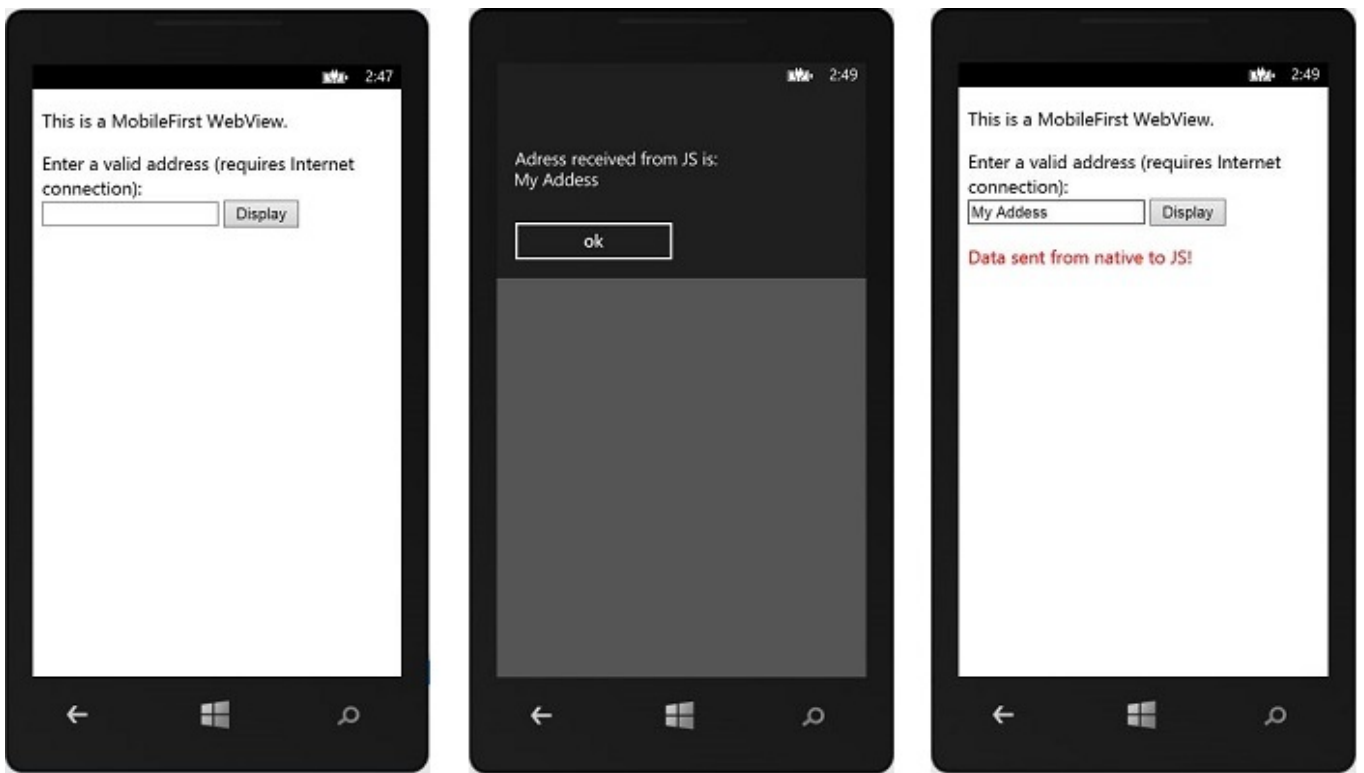 2:47
This is a MobileFirst WebView.
Enter a valid address (requires Internet
connection):
Display
2:49
Adress received from JS is:
My Addess
ok
2:49
This is a MobileFirst WebView.
Enter a valid address (requires Internet
connection):
My Addess Display
Data sent from native to JS!